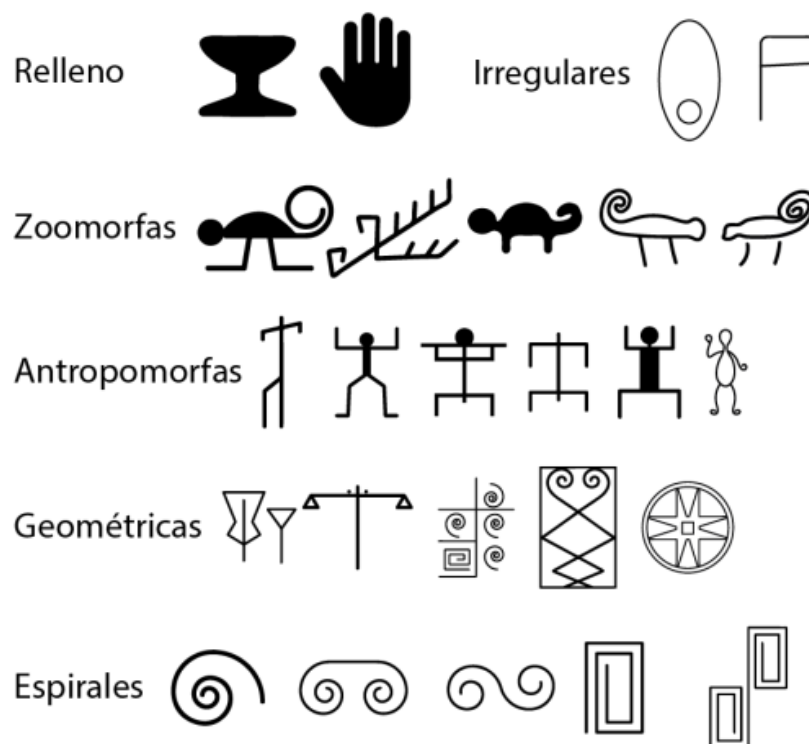 Relleno
Irregulares
Zoomorfas
Antropomorfas
Geométricas
Espirales